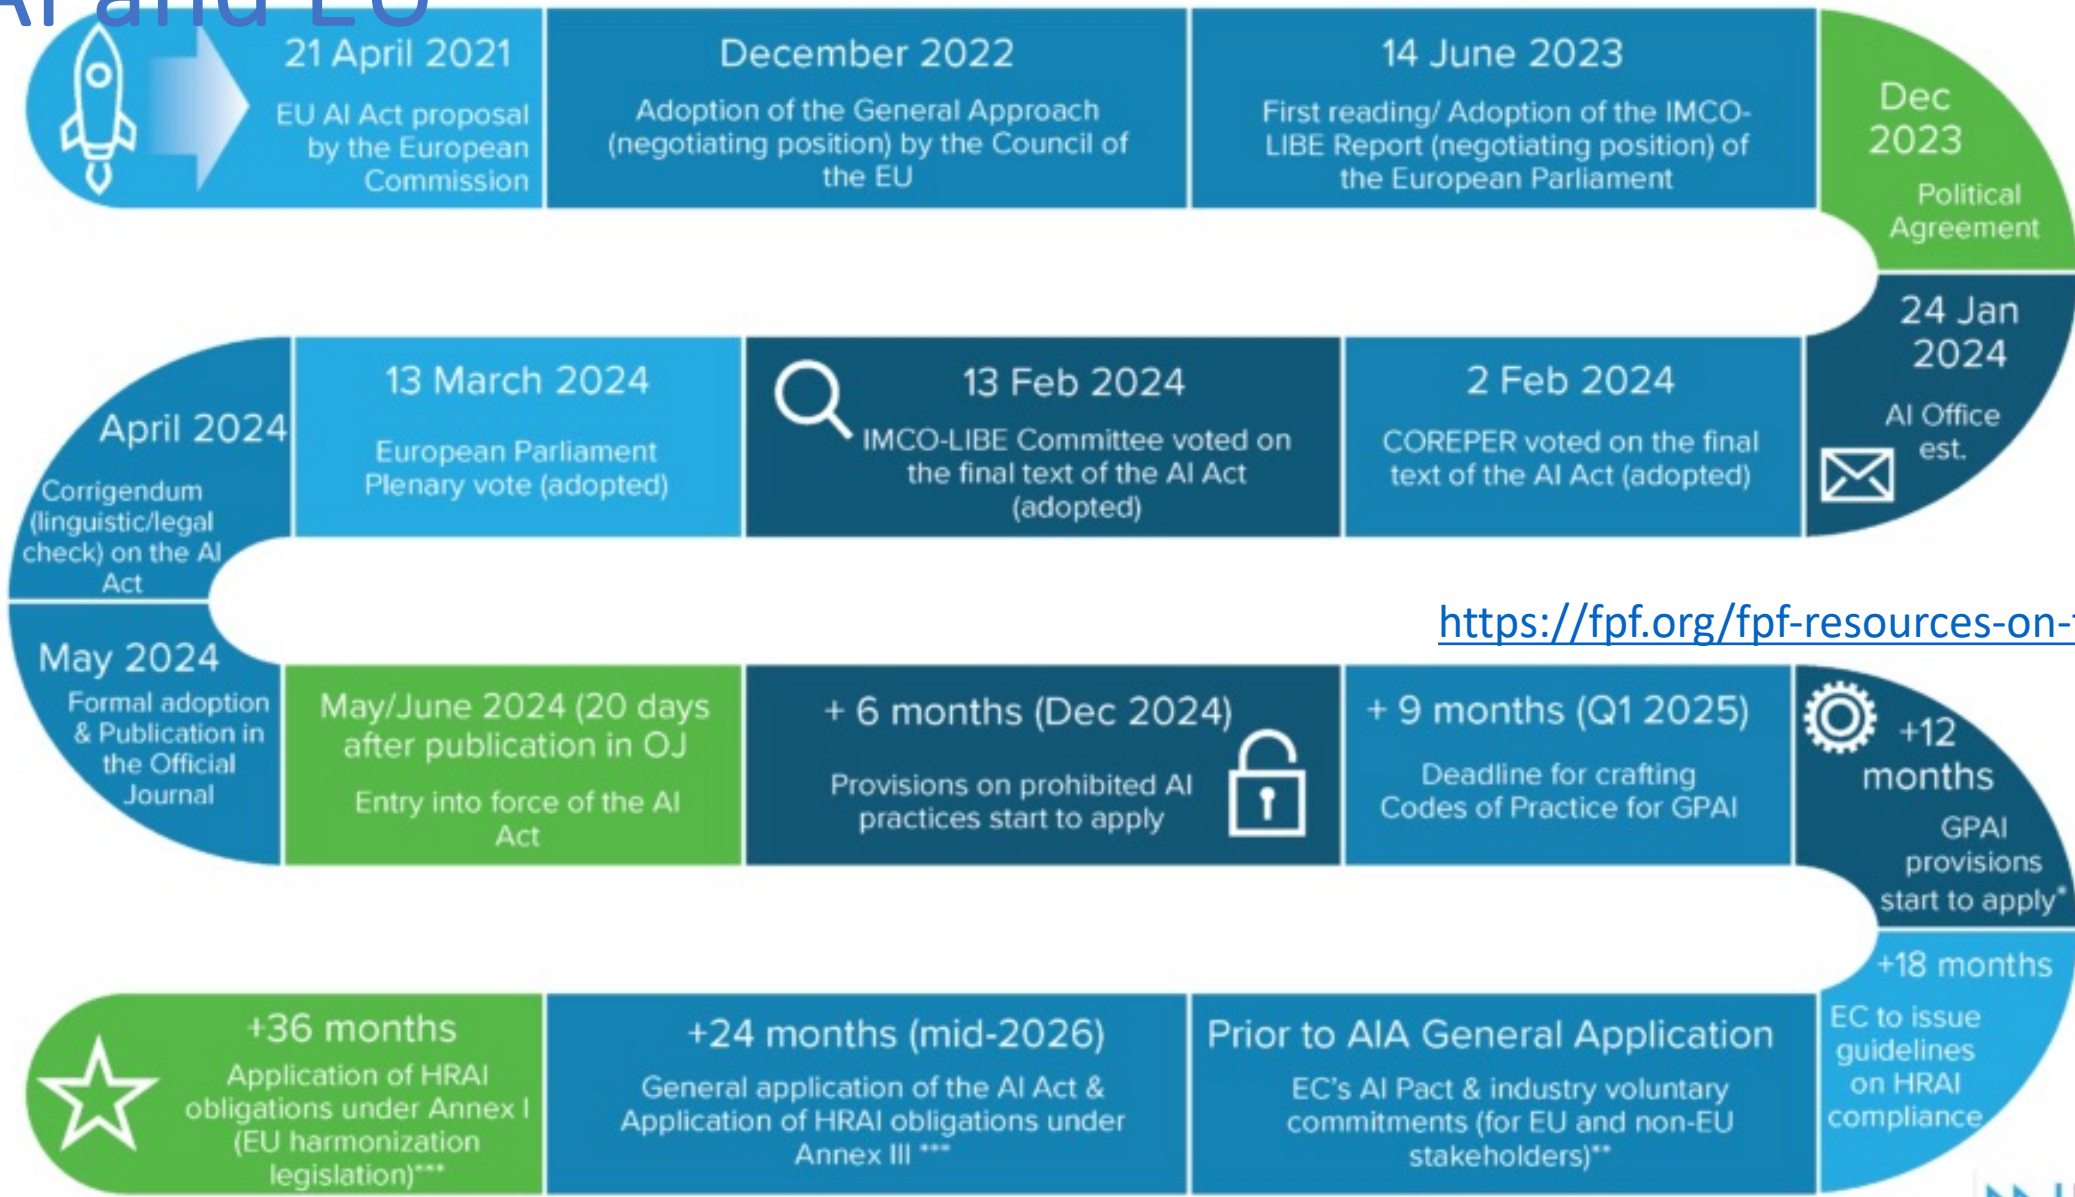 AI and EU
21 April 2021
EU AI Act proposal
by the European
Commission
December 2022
Adoption of the General Approach
(negotiating position) by the Council of
the EU
14 June 2023
First reading/ Adoption of the IMCO-
LIBE Report (negotiating position) of
the European Parliament
Dec
2023
Political
Agreement
24 Jan
2024
AI Office
est.
2 Feb 2024
COREPER voted on the final
text of the AI Act (adopted)
13 Feb 2024
IMCO-LIBE Committee voted on
the final text of the AI Act
(adopted)
13 March 2024
European Parliament
Plenary vote (adopted)
April 2024
Corrigendum
(linguistic/legal
check) on the AI
Act
https://fpf.org/fpf-resources-on-
May 2024
Formal adoption
& Publication in
the Official
Journal
May/June 2024 (20 days
after publication in OJ
Entry into force of the AI
Act
+ 6 months (Dec 2024)
Provisions on prohibited AI
practices start to apply
+ 9 months (Q1 2025)
Deadline for crafting
Codes of Practice for GPAI
+12
months
GPAI
provisions
start to apply*
+18 months
EC to issue
guidelines
on HRAI
compliance
Prior to AIA General Application
EC's AI Pact & industry voluntary
commitments (for EU and non-EU
stakeholders)**
+24 months (mid-2026)
General application of the AI Act &
Application of HRAI obligations under
Annex III ***
+36 months
Application of HRAI
obligations under Annex I
(EU harmonization
legislation)***